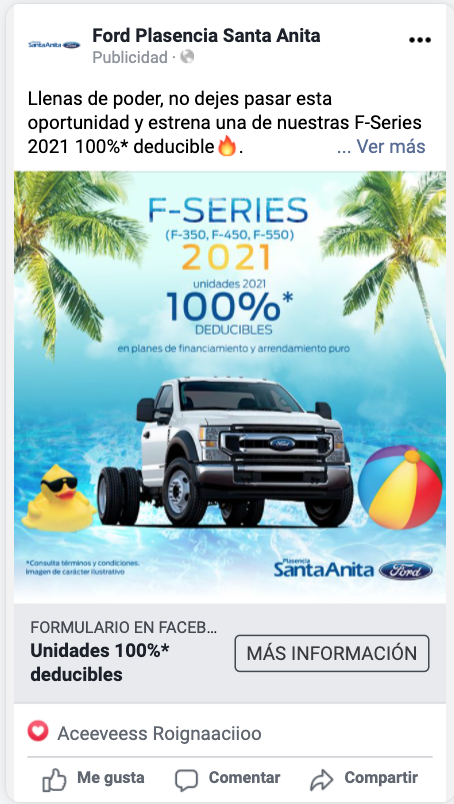 SantaAnita Ford
Ford Plasencia Santa Anita
Publicidad ·
Llenas de poder, no dejes pasar esta
oportunidad y estrena una de nuestras F-Series
2021 100%* deducible🔥.
... Ver más
F-SERIES
(F-350, F-450, F-550)
2021
unidades 2021
100%*
DEDUCIBLES
en planes de financiamiento y arrendamiento puro
Ford
*Consulta términos y condiciones.
Imagen de carácter ilustrativo
Plasencia
SantaAnita Ford
FORMULARIO EN FACEB...
Unidades 100%*
deducibles
MÁS INFORMACIÓN
Aceeveess Roignaaciioo
Me gusta
Comentar
Compartir